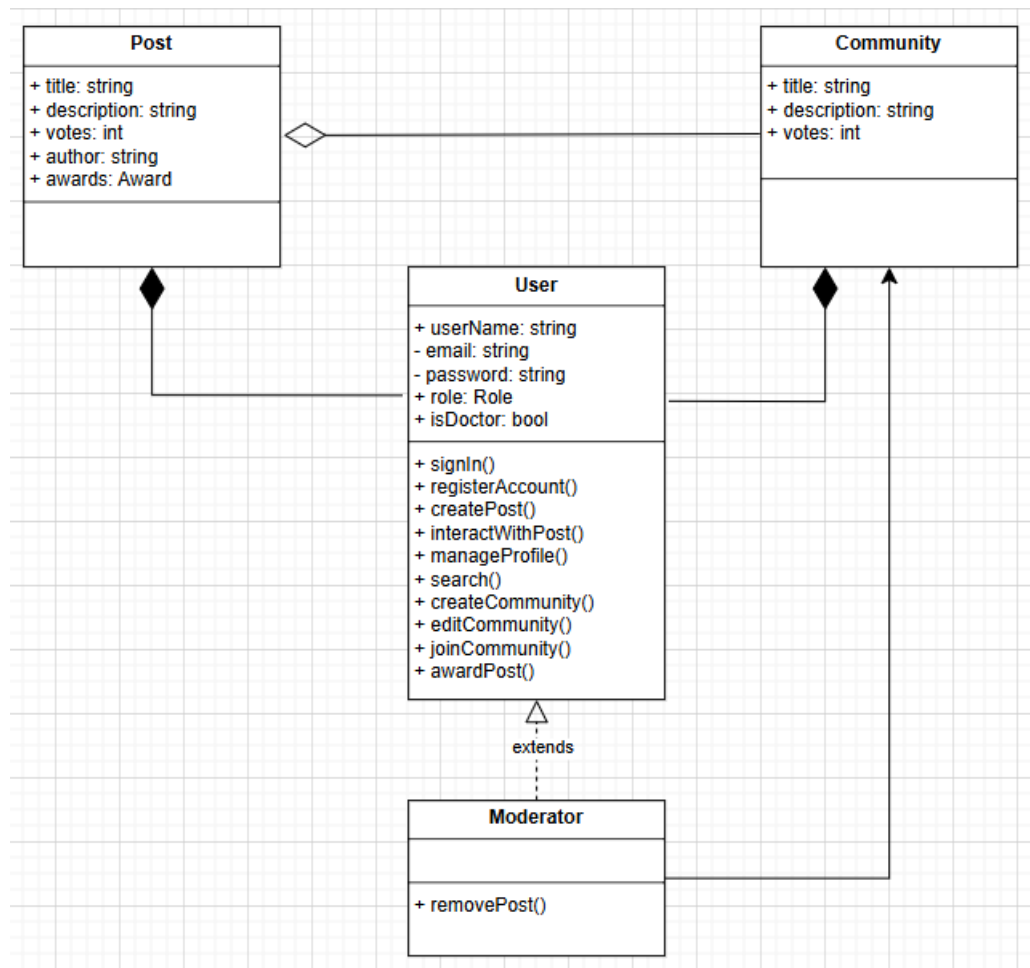 Post
+ title: string
+ description: string
+ votes: int
+ author: string
+ awards: Award
Community
+ title: string
+ description: string
+ votes: int
User
+ userName: string
- email: string
- password: string
+ role: Role
+ isDoctor: bool
+ signIn()
+ registerAccount()
+ createPost()
+ interactWithPost()
+ manageProfile()
+ search()
+ createCommunity()
+ editCommunity()
+ joinCommunity()
+ awardPost()
extends
Moderator
+ removePost()